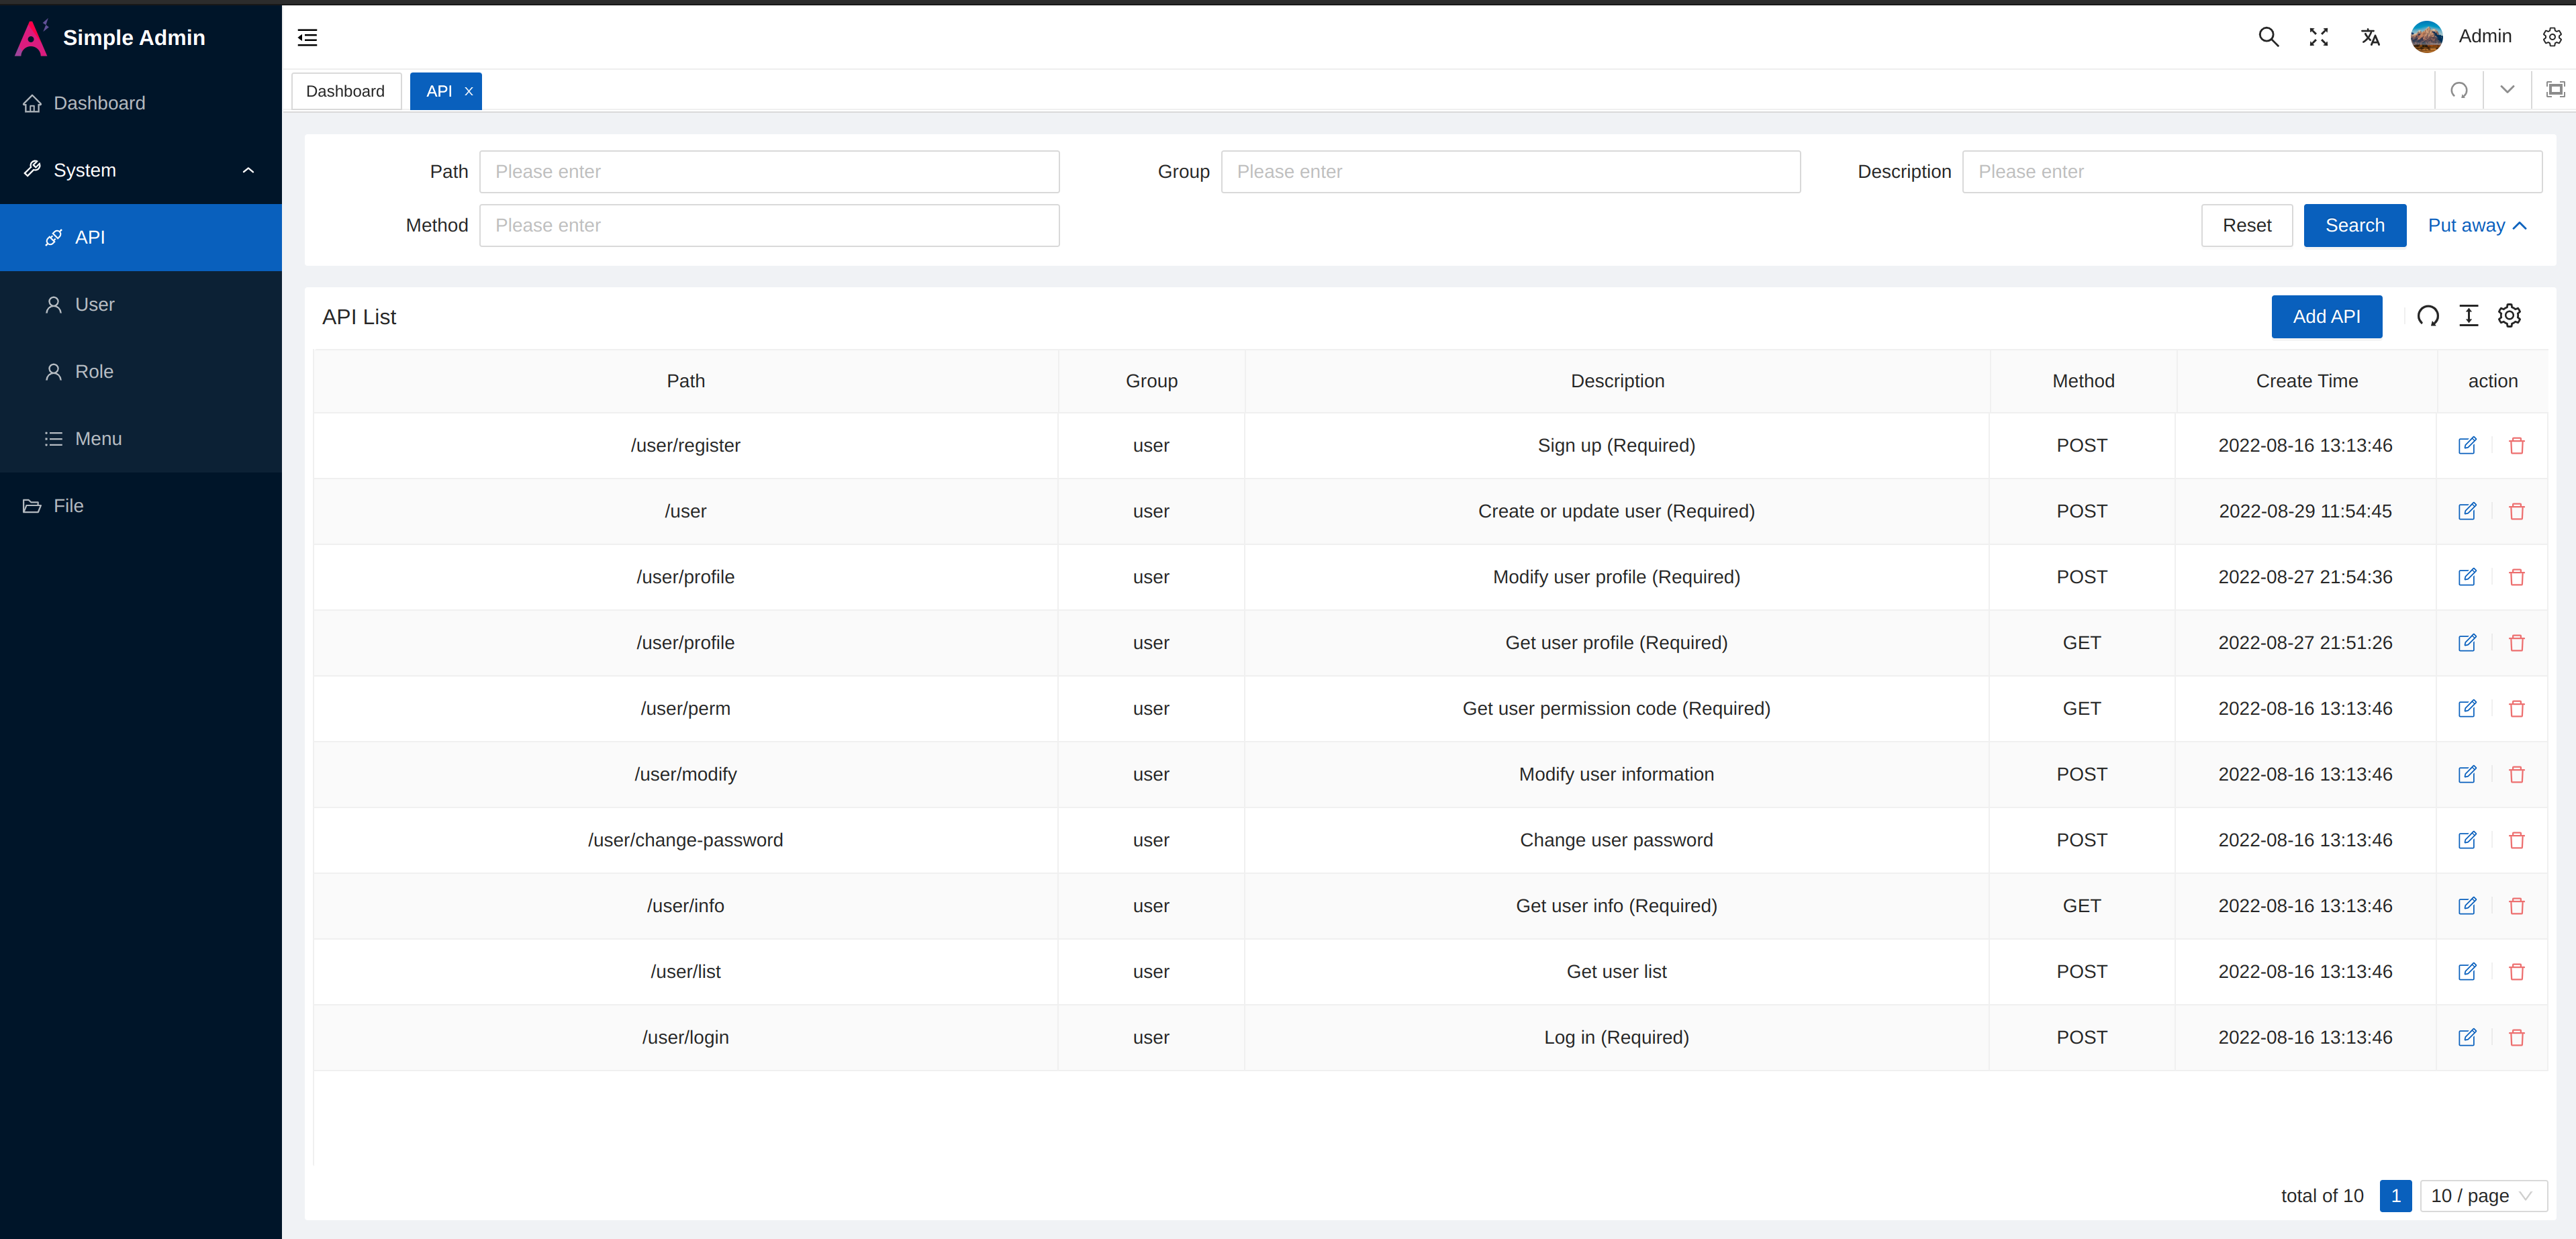 Simple Admin
Admin
Dashboard
System
API
User
Role
Menu
File
Dashboard API
Path Please enter Group Please enter Description Please enter
Method Please enter Reset Search Put away
API List Add API
Path Group Description Method Create Time action
/user/register user Sign up (Required) POST 2022-08-16 13:13:46
/user user Create or update user (Required) POST 2022-08-29 11:54:45
/user/profile user Modify user profile (Required) POST 2022-08-27 21:54:36
/user/profile user Get user profile (Required) GET 2022-08-27 21:51:26
/user/perm user Get user permission code (Required) GET 2022-08-16 13:13:46
/user/modify user Modify user information POST 2022-08-16 13:13:46
/user/change-password user Change user password POST 2022-08-16 13:13:46
/user/info user Get user info (Required) GET 2022-08-16 13:13:46
/user/list user Get user list POST 2022-08-16 13:13:46
/user/login user Log in (Required) POST 2022-08-16 13:13:46
total of 10 1 10 / page